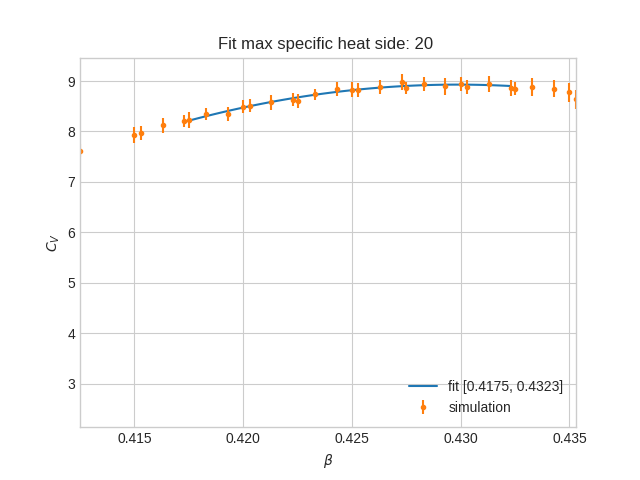 Fit max specific heat side: 20
9
8
7
6
5
4
3
C_V
0.415
0.420
0.425
0.430
0.435
β
fit [0.4175, 0.4323]
simulation